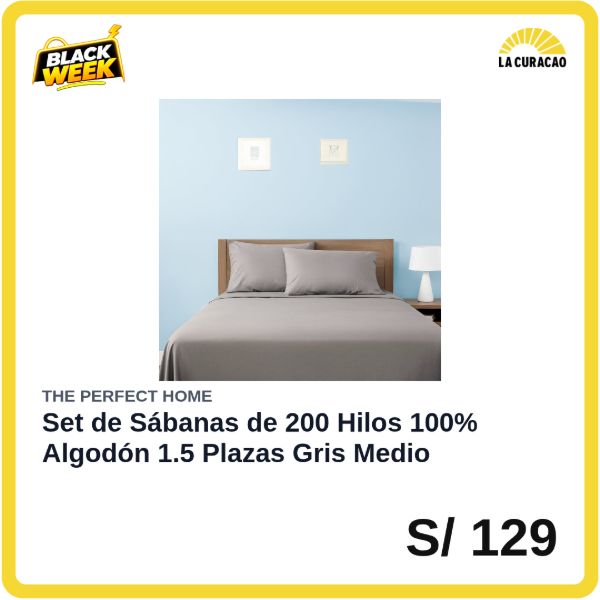 BLACK
WEEK
LA CURACAO
THE PERFECT HOME
Set de Sábanas de 200 Hilos 100%
Algodón 1.5 Plazas Gris Medio
S/ 129